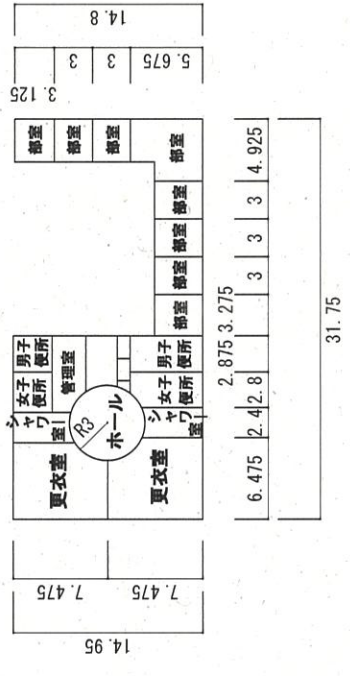 14.8
3.125
3
3
5.675
部室
部室
部室
部室
部室
部室
部室
部室
男子
便所
女子
便所
シャワー
室
管理室
更衣室
R3
ホール
更衣室
シャワー
室
女子
便所
男子
便所
7.475
7.475
14.95
6.475
2.4
2.8
2.875
3.275
3
3
3
4.925
31.75